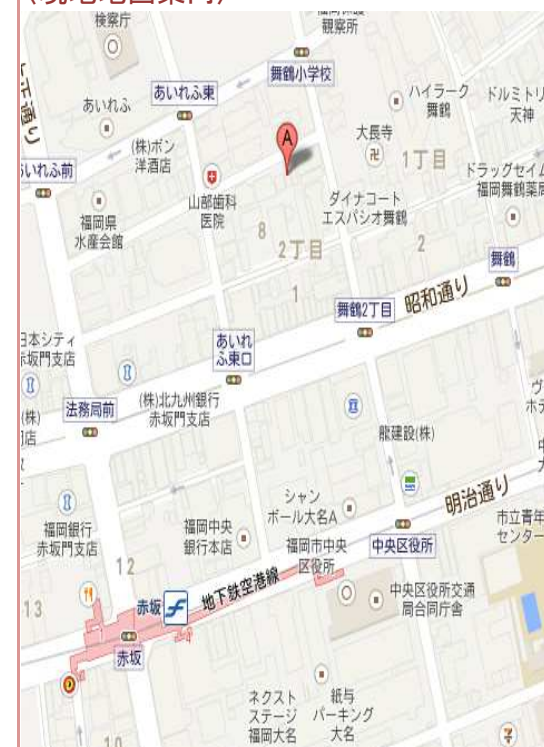 (現地地図案内)
検察庁
観察所
舞鶴小学校
あいれふ東
あいれふ
ハイラーク
舞鶴
ドルミトリ
天神
(株)ボン
洋酒店
大長寺
1丁目
あいれふ前
A
山部歯科
医院
ダイナコート
エスパシオ舞鶴
ドラッグセイム
福岡舞鶴薬局
福岡県
水産会館
8
2丁目
2
1
舞鶴
昭和通り
舞鶴2丁目
日本シティ
赤坂門支店
あいれ
ふ東口
(株)北九州銀行
赤坂門支店
法務局前
(株)
龍建設(株)
シャン
ボール大名A
明治通り
福岡銀行
赤坂門支店
福岡中央
銀行本店
福岡市中央
区役所
中央区役所
市立青年
センター
12
13
赤坂
地下鉄空港線
中央区役所交通
局合同庁舎
赤坂
ネクスト
ステージ
福岡大名
紙与
パーキング
大名
10